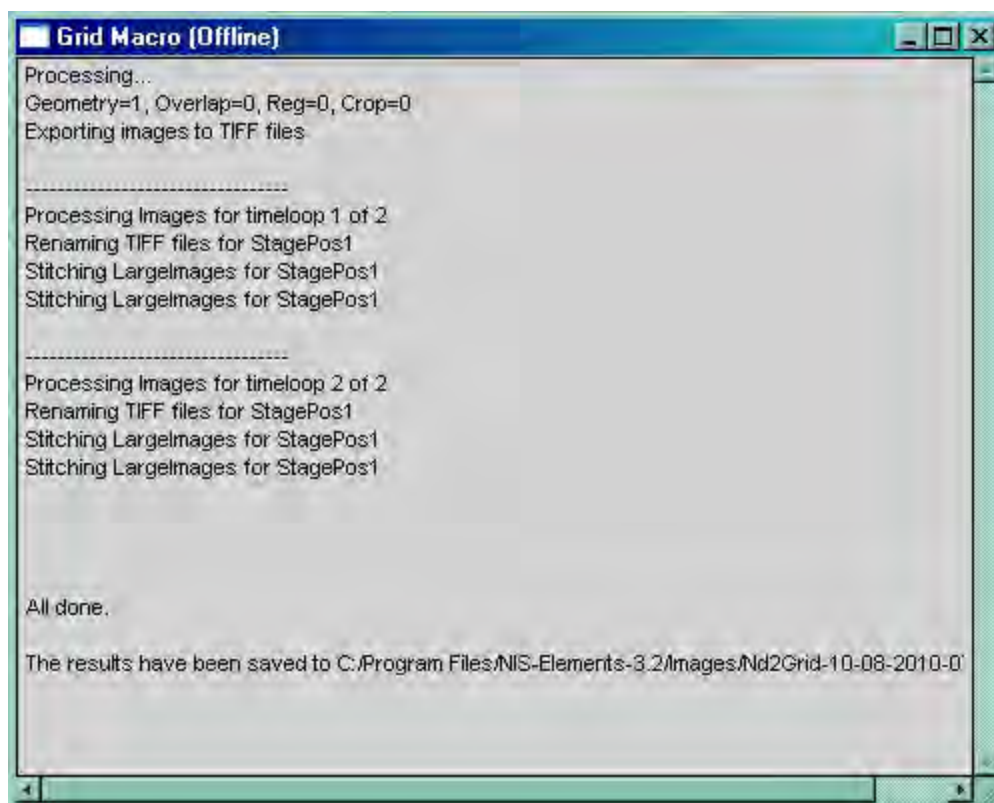 Grid Macro (Offline)
Processing...
Geometry=1, Overlap=0, Reg=0, Crop=0
Exporting images to TIFF files
---------------------------------
Processing Images for timeloop 1 of 2
Renaming TIFF files for StagePos1
Stitching LargeImages for StagePos1
Stitching LargeImages for StagePos1
---------------------------------
Processing Images for timeloop 2 of 2
Renaming TIFF files for StagePos1
Stitching LargeImages for StagePos1
Stitching LargeImages for StagePos1
All done.
The results have been saved to C:/Program Files/NIS-Elements-3.2/Images/Nd2Grid-10-08-2010-0